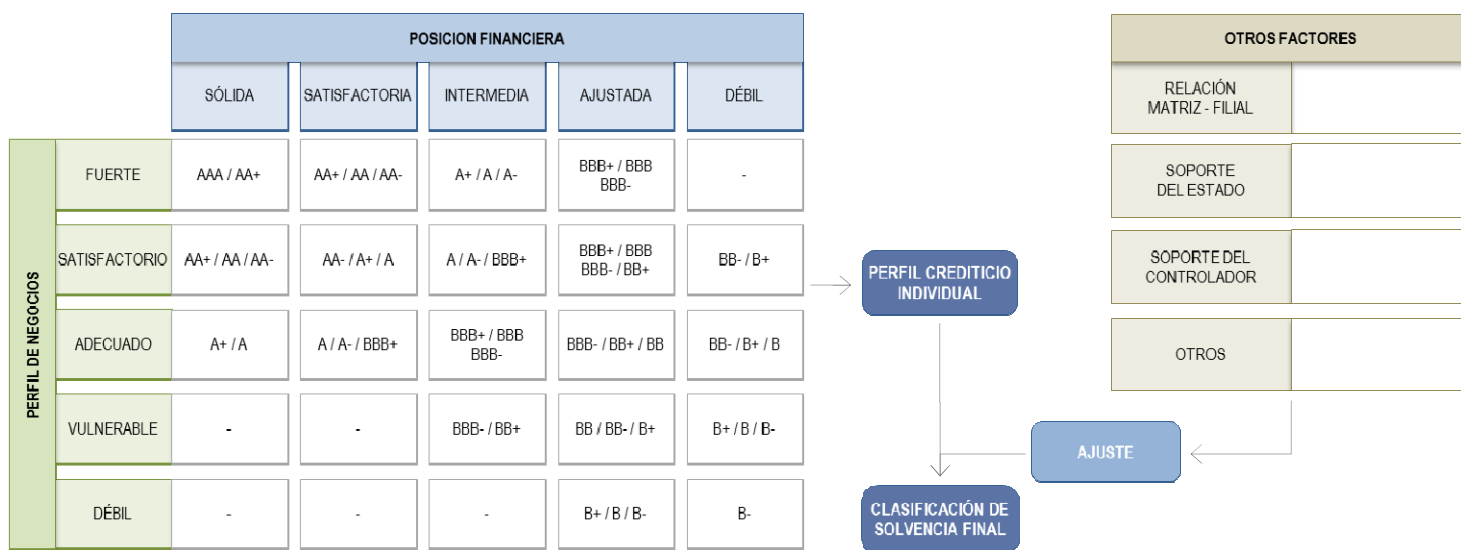 POSICION FINANCIERA
SÓLIDA
SATISFACTORIA
INTERMEDIA
AJUSTADA
DÉBIL
PERFIL DE NEGOCIOS
FUERTE
AAA / AA+
AA+ / AA / AA-
A+ / A / A-
BBB+ / BBB
BBB-
-
SATISFACTORIO
AA+ / AA / AA-
AA- / A+ / A
A / A- / BBB+
BBB+ / BBB
BBB- / BB+
BB- / B+
ADECUADO
A+ / A
A / A- / BBB+
BBB+ / BBB
BBB-
BBB- / BB+ / BB
BB- / B+ / B
VULNERABLE
-
-
BBB- / BB+
BB / BB- / B+
B+ / B / B-
DÉBIL
-
-
-
B+ / B / B-
B-
PERFIL CREDITICIO
INDIVIDUAL
CLASIFICACIÓN DE
SOLVENCIA FINAL
AJUSTE
OTROS FACTORES
RELACIÓN
MATRIZ - FILIAL
SOPORTE
DEL ESTADO
SOPORTE DEL
CONTROLADOR
OTROS